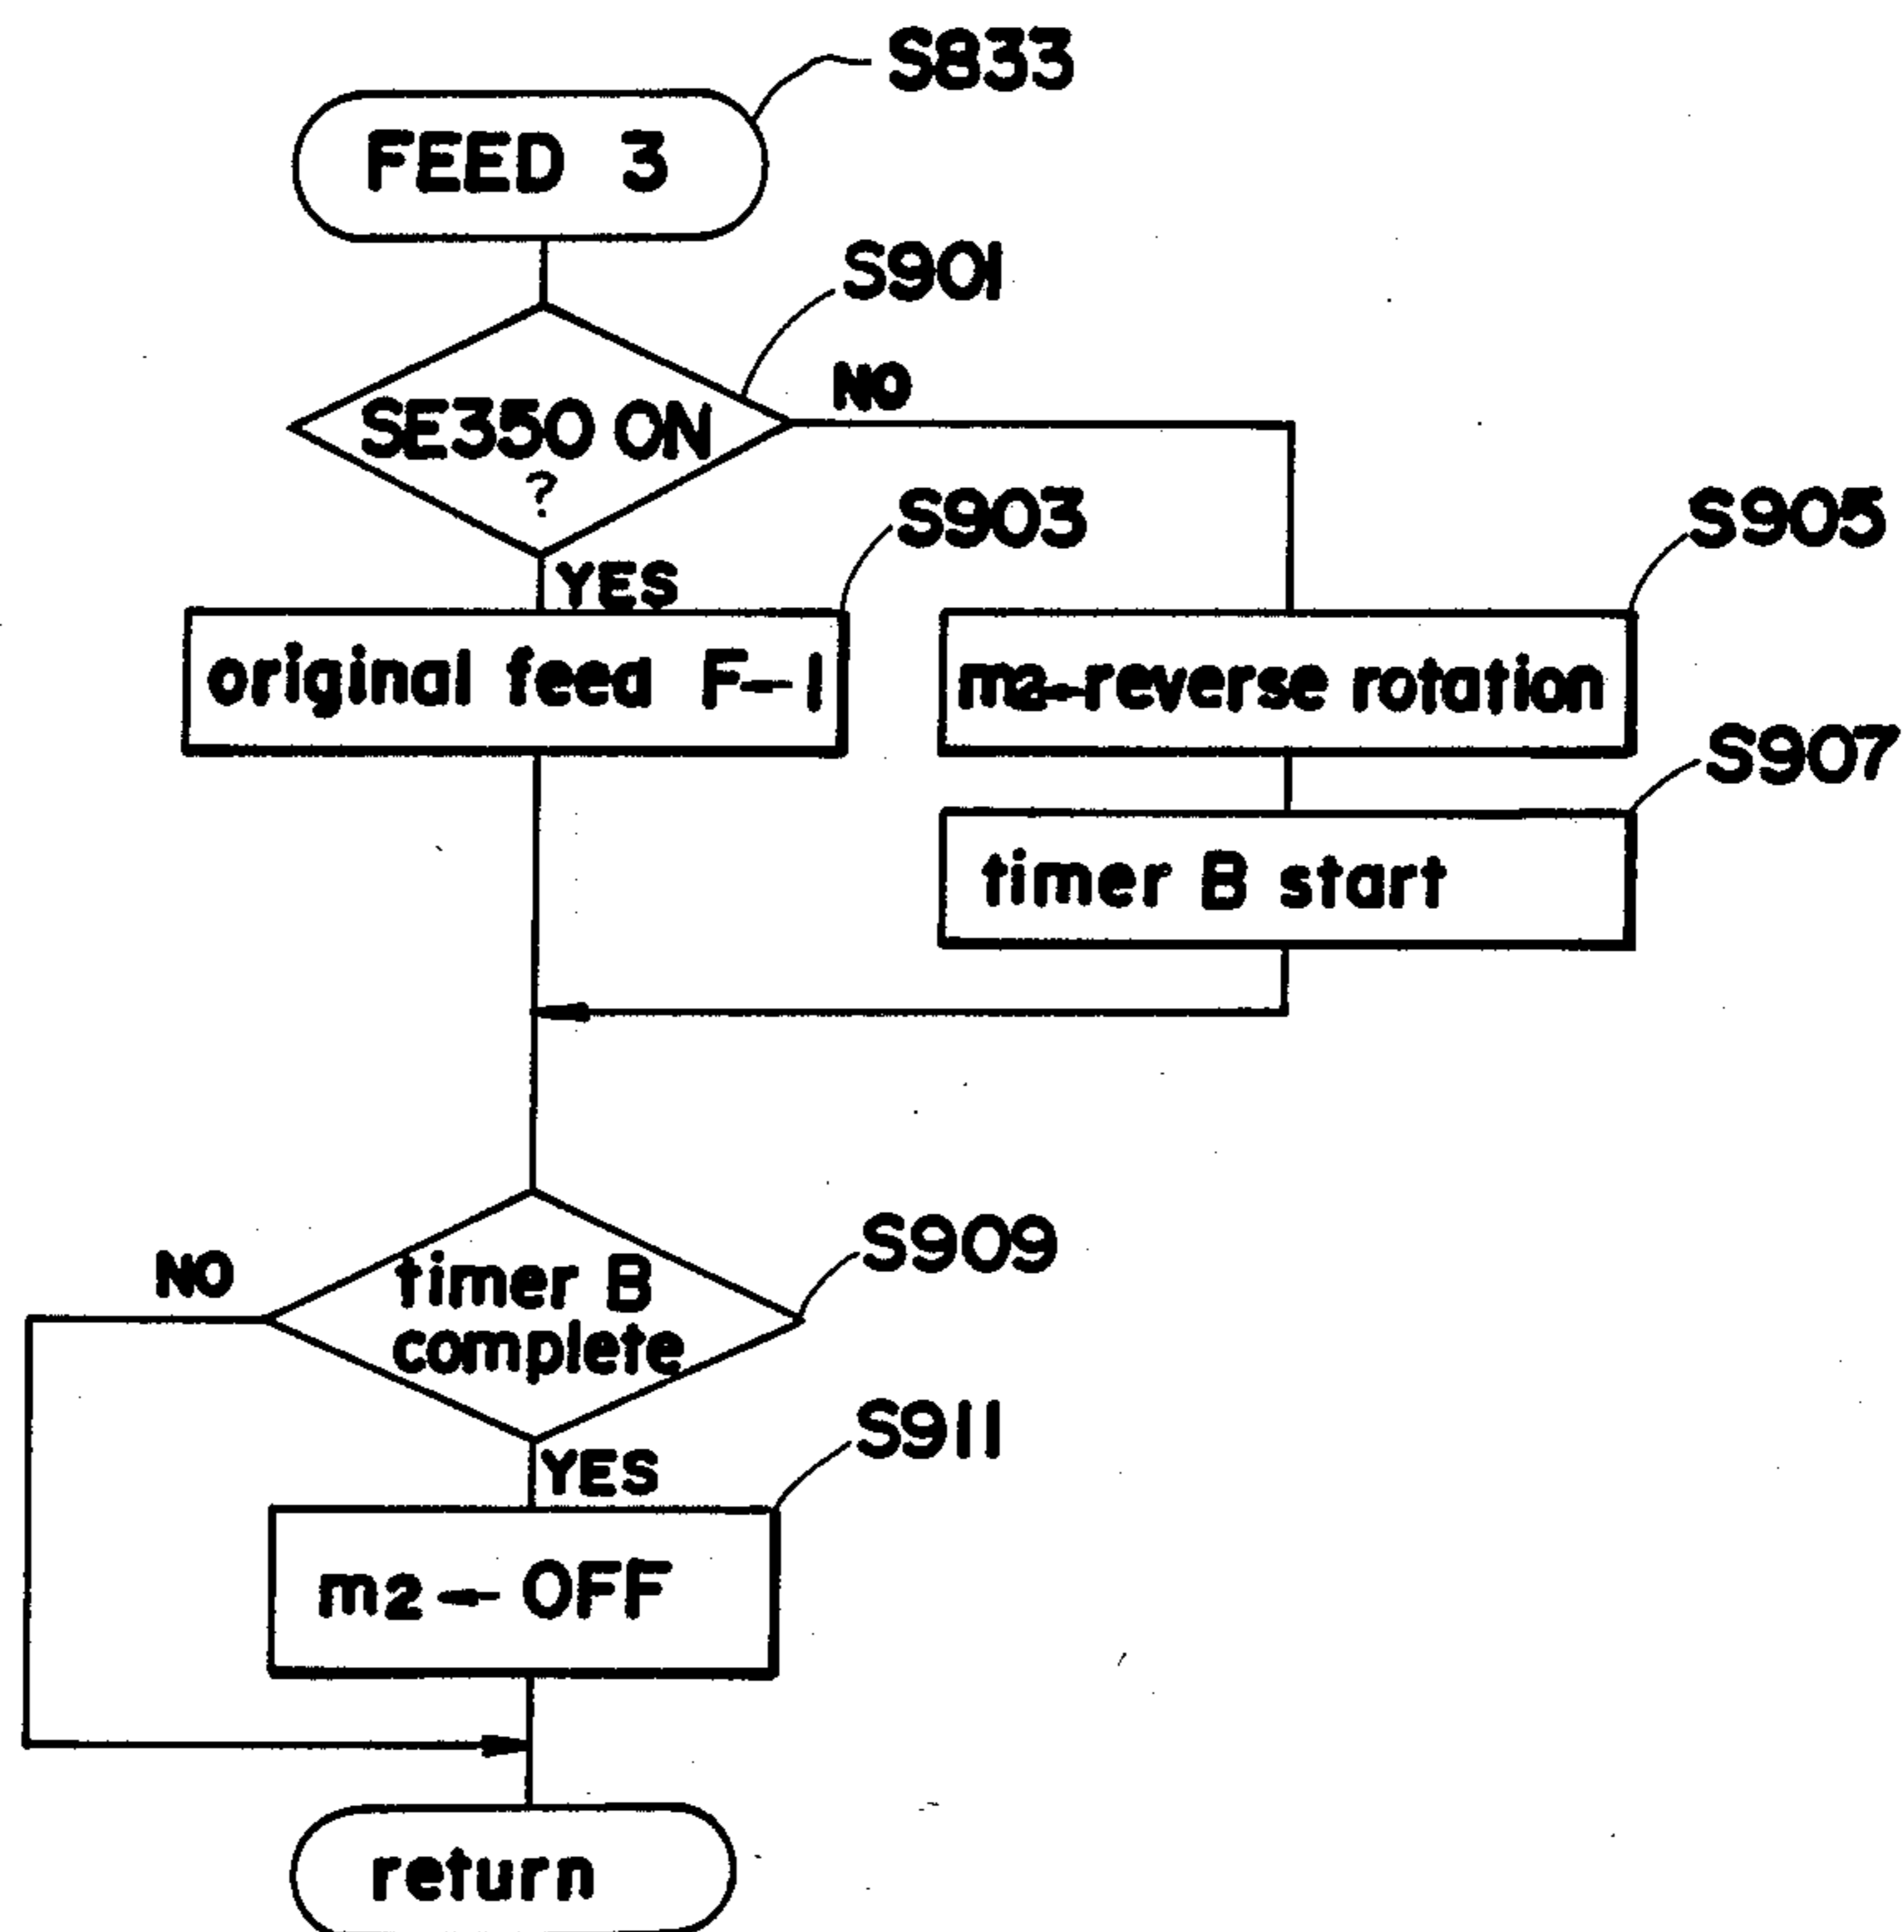 S833
FEED 3
S901
NO
SE350 ON
?
YES
S903
S905
original feed F-1
m2-reverse rotation
S907
timer B start
S909
NO
timer B
complete
S911
YES
m2-OFF
return